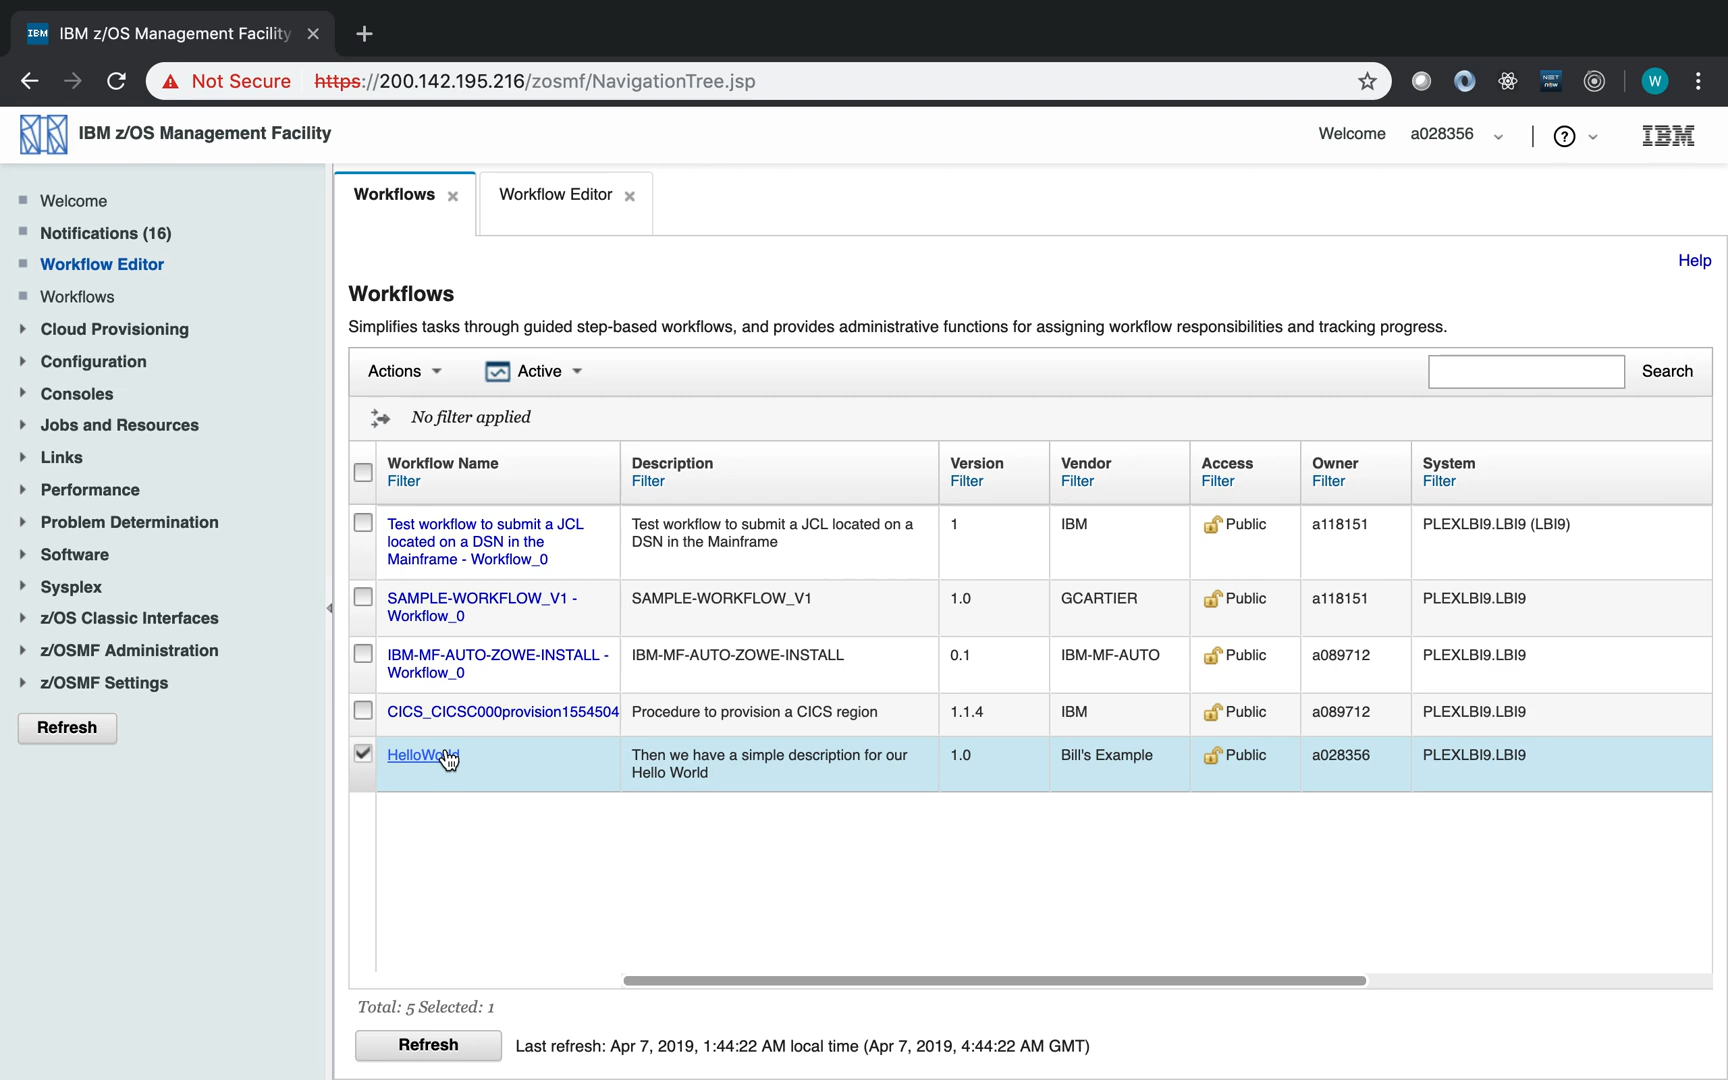 IBM z/OS Management Facility
Not Secure https://200.142.195.216/zosmf/NavigationTree.jsp
W
IBM z/OS Management Facility
Welcome a028356
IBM
Welcome
Notifications (16)
Workflow Editor
Workflows
Cloud Provisioning
Configuration
Consoles
Jobs and Resources
Links
Performance
Problem Determination
Software
Sysplex
z/OS Classic Interfaces
z/OSMF Administration
z/OSMF Settings
Refresh
Workflows
Workflow Editor
Help
Workflows
Simplifies tasks through guided step-based workflows, and provides administrative functions for assigning workflow responsibilities and tracking progress.
Actions Active Search
No filter applied
Workflow Name Description Version Vendor Access Owner System
Filter Filter Filter Filter Filter Filter Filter
Test workflow to submit a JCL Test workflow to submit a JCL located on a 1 IBM Public a118151 PLEXLBI9.LBI9 (LBI9)
located on a DSN in the DSN in the Mainframe
Mainframe - Workflow_0
SAMPLE-WORKFLOW_V1 - SAMPLE-WORKFLOW_V1 1.0 GCARTIER Public a118151 PLEXLBI9.LBI9
Workflow_0
IBM-MF-AUTO-ZOWE-INSTALL - IBM-MF-AUTO-ZOWE-INSTALL 0.1 IBM-MF-AUTO Public a089712 PLEXLBI9.LBI9
Workflow_0
CICS_CICSC000provision1554504 Procedure to provision a CICS region 1.1.4 IBM Public a089712 PLEXLBI9.LBI9
HelloWorld Then we have a simple description for our 1.0 Bill's Example Public a028356 PLEXLBI9.LBI9
Hello World
Total: 5 Selected: 1
Refresh Last refresh: Apr 7, 2019, 1:44:22 AM local time (Apr 7, 2019, 4:44:22 AM GMT)